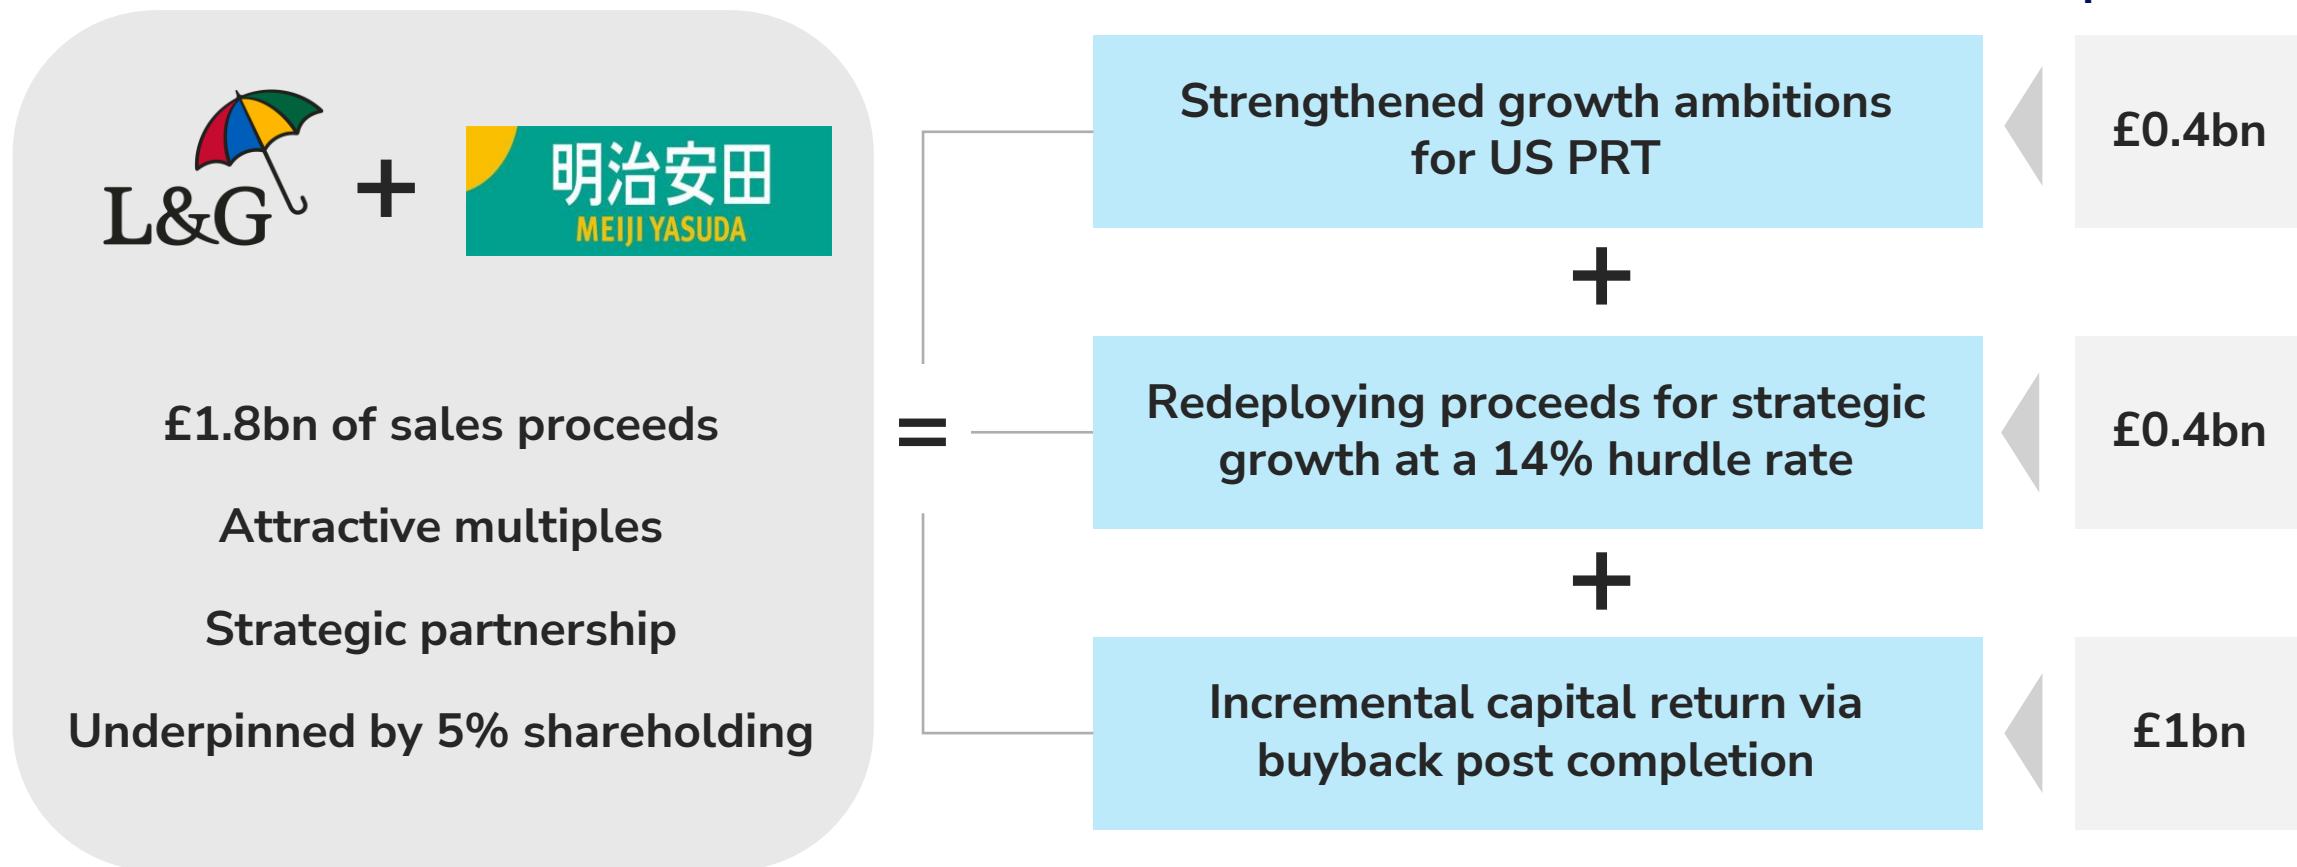 L&G
+
明治安田
MEIJI YASUDA
£1.8bn of sales proceeds
Attractive multiples
Strategic partnership
Underpinned by 5% shareholding
=
Strengthened growth ambitions
for US PRT
£0.4bn
+
Redeploying proceeds for strategic
growth at a 14% hurdle rate
£0.4bn
+
Incremental capital return via
buyback post completion
£1bn